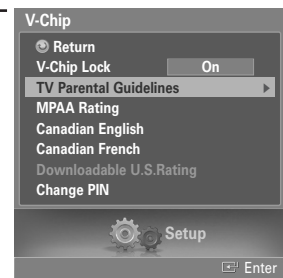 V-Chip
Return
V-Chip Lock On
TV Parental Guidelines
MPAA Rating
Canadian English
Canadian French
Downloadable U.S.Rating
Change PIN
Setup
Enter